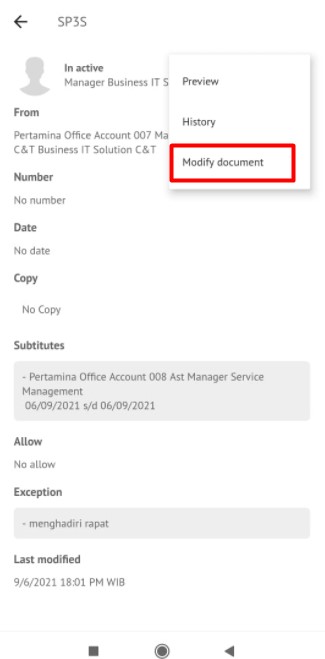 SP3S
In active
Manager Business IT S
Preview
History
Modify document
From
Pertamina Office Account 007 Ma
C&T Business IT Solution C&T
Number
No number
Date
No date
Copy
No Copy
Subtitutes
- Pertamina Office Account 008 Ast Manager Service
Management
06/09/2021 s/d 06/09/2021
Allow
No allow
Exception
- menghadiri rapat
Last modified
9/6/2021 18:01 PM WIB